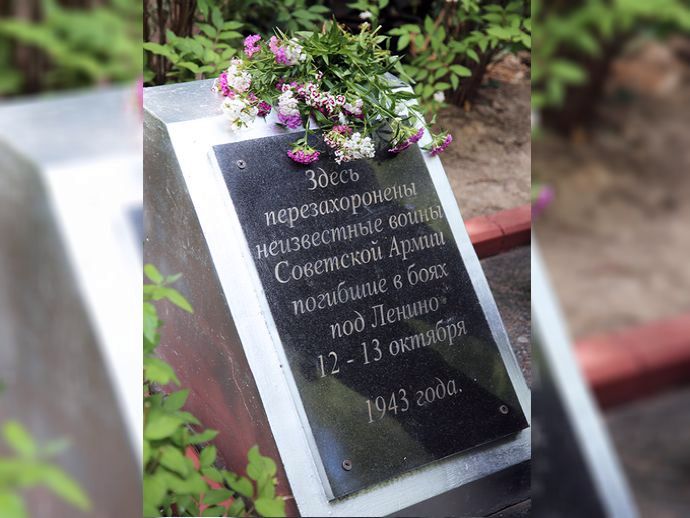 Здесь
перезахоронены
неизвестные воины
Советской Армии
погибшие в боях
под Ленино
12 - 13 октября
1943 года.